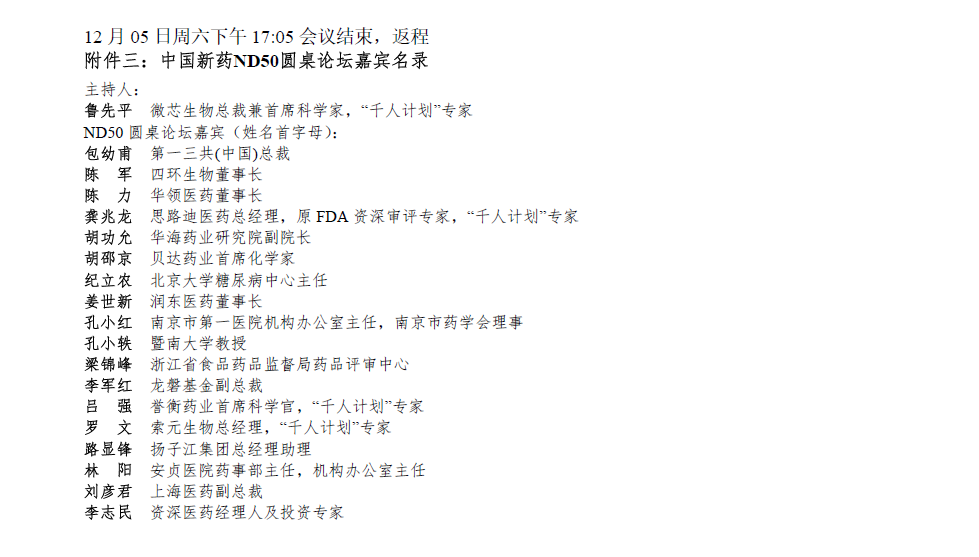 12 月 05 日周六下午 17:05 会议结束，返程
附件三：中国新药ND50圆桌论坛嘉宾名录
主持人：
鲁先平 微芯生物总裁兼首席科学家，“千人计划”专家
ND50 圆桌论坛嘉宾（姓名首字母）：
包幼甫 第一三共(中国)总裁
陈 军 四环生物董事长
陈 力 华领医药董事长
龚兆龙 思路迪医药总经理，原 FDA 资深审评专家，“千人计划”专家
胡功允 华海药业研究院副院长
胡邵京 贝达药业首席化学家
纪立农 北京大学糖尿病中心主任
姜世新 润东医药董事长
孔小红 南京市第一医院机构办公室主任，南京市药学会理事
孔小轶 暨南大学教授
梁锦峰 浙江省食品药品监督局药品评审中心
李军红 龙磐基金副总裁
吕 强 誉衡药业首席科学官，“千人计划”专家
罗 文 索元生物总经理，“千人计划”专家
路显锋 扬子江集团总经理助理
林 阳 安贞医院药事部主任，机构办公室主任
刘彦君 上海医药副总裁
李志民 资深医药经理人及投资专家